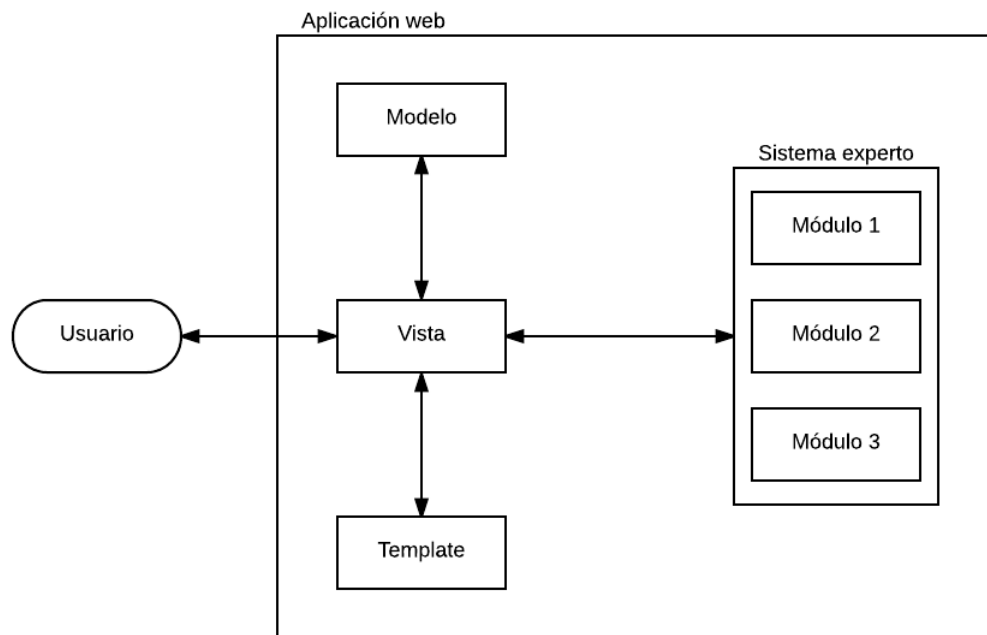 Aplicación web
Modelo
Sistema experto
Módulo 1
Usuario
Vista
Módulo 2
Módulo 3
Template